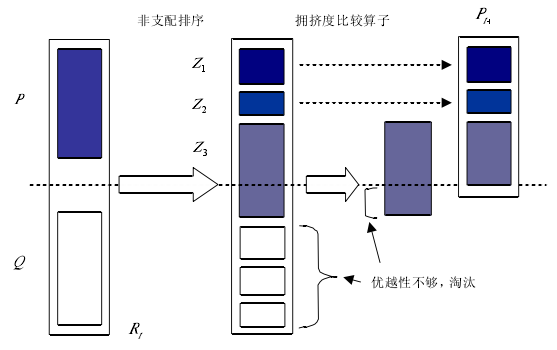 非支配排序
拥挤度比较算子
P_{t+1}
Z_1
P
Z_2
Z_3
Q
优越性不够，淘汰
R_t